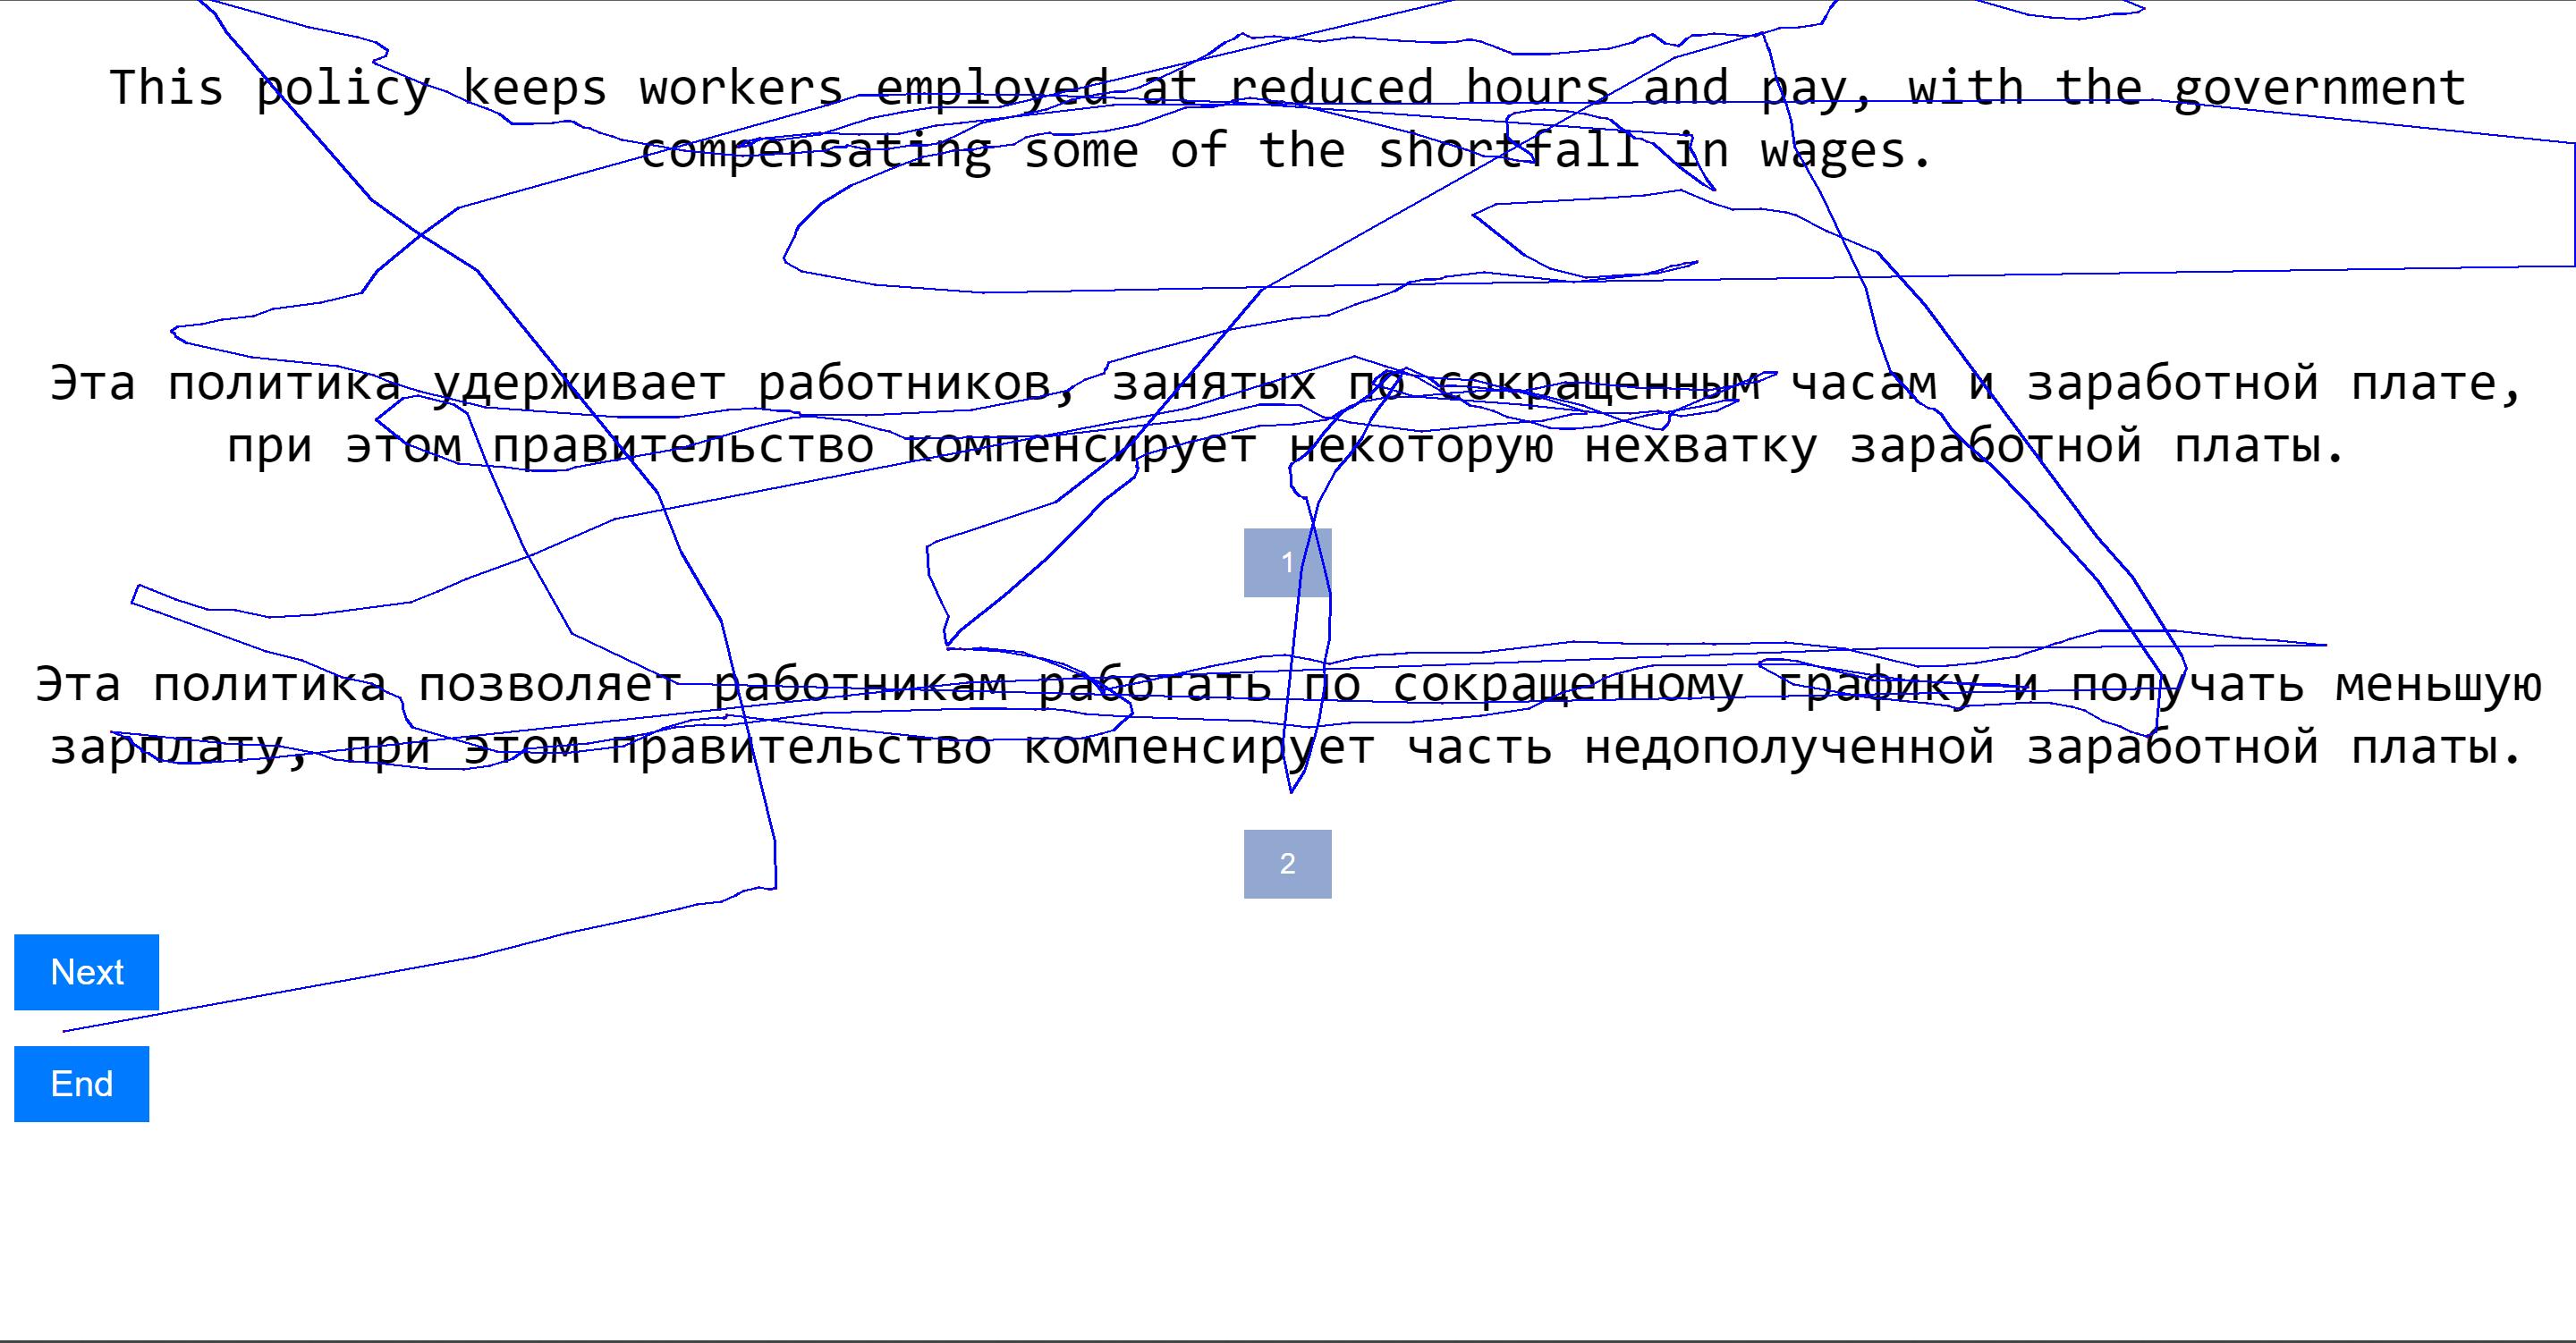 This policy keeps workers employed at reduced hours and pay, with the government
compensating some of the shortfall in wages.
Эта политика удерживает работников, занятых по сокращенным часам и заработной плате,
при этом правительство компенсирует некоторую нехватку заработной платы.
1
Эта политика позволяет работникам работать по сокращенному графику и получать меньшую
зарплату, при этом правительство компенсирует часть недополученной заработной платы.
2
Next
End